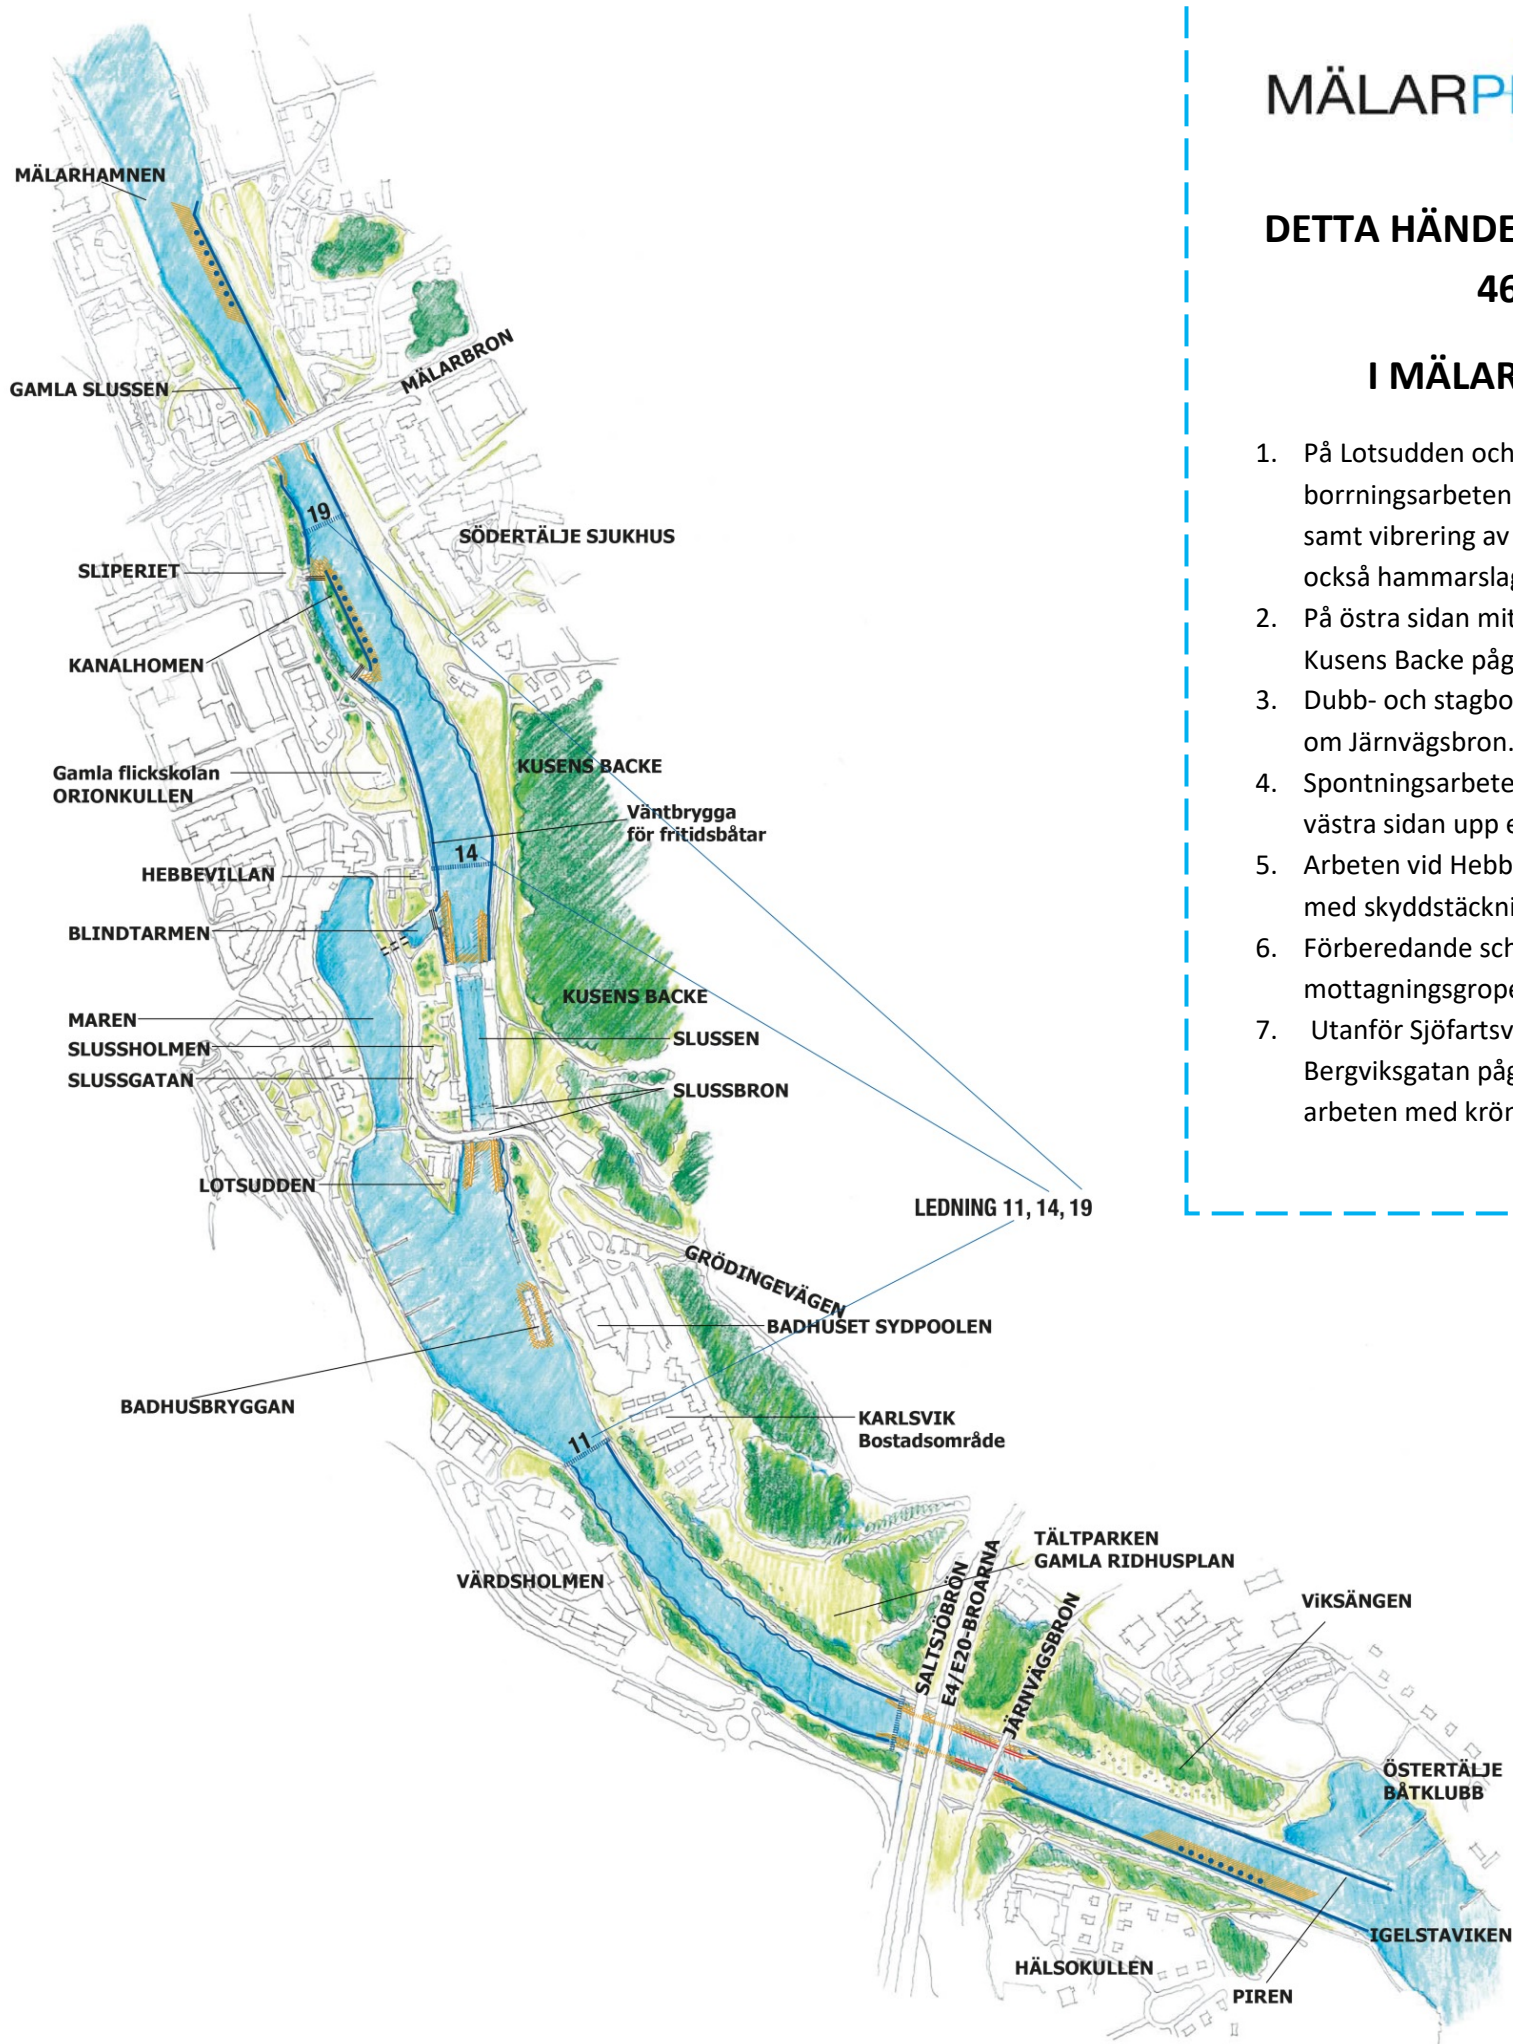 MÄLARHAMNEN
GAMLA SLUSSEN
MÄLARBRON
19
SÖDERTÄLJE SJUKHUS
SLIPERIET
KANALHOMEN
Gamla flickskolan
ORIONKULLEN
KUSENS BACKE
Väntbrygga
för fritidsbåtar
14
HEBBEVILLAN
BLINDTARMEN
KUSENS BACKE
MAREN
SLUSSHOLMEN
SLUSSGATAN
SLUSSEN
SLUSSBRON
LOTSUDDEN
LEDNING 11, 14, 19
GRÖDINGEVÄGEN
BADHUSET SYDPOOLEN
BADHUSBRYGGAN
KARLSVIK
Bostadsområde
11
VÄRDSHOLMEN
TÄLTPARKEN
GAMLA RIDHUSPLAN
SALTSJÖBRÖN
E4/E20-BROARNA
JÄRNVÄGSBRON
ViKSÄNGEN
ÖSTERTÄLJE
BÅTKLUBB
IGELSTAVIKEN
HÄLSOKULLEN
PIREN
MÄLARP
DETTA HÄNDE
46
I MÄLAR
1. På Lotsudden och
borrningsarbeten
samt vibrering av
också hammarslag
2. På östra sidan mit
Kusens Backe påg
3. Dubb- och stagbo
om Järnvägsbron.
4. Spontningsarbete
västra sidan upp e
5. Arbeten vid Hebb
med skyddstäckni
6. Förberedande sch
mottagningsgrope
7. Utanför Sjöfartsv
Bergviksgatan påg
arbeten med krön